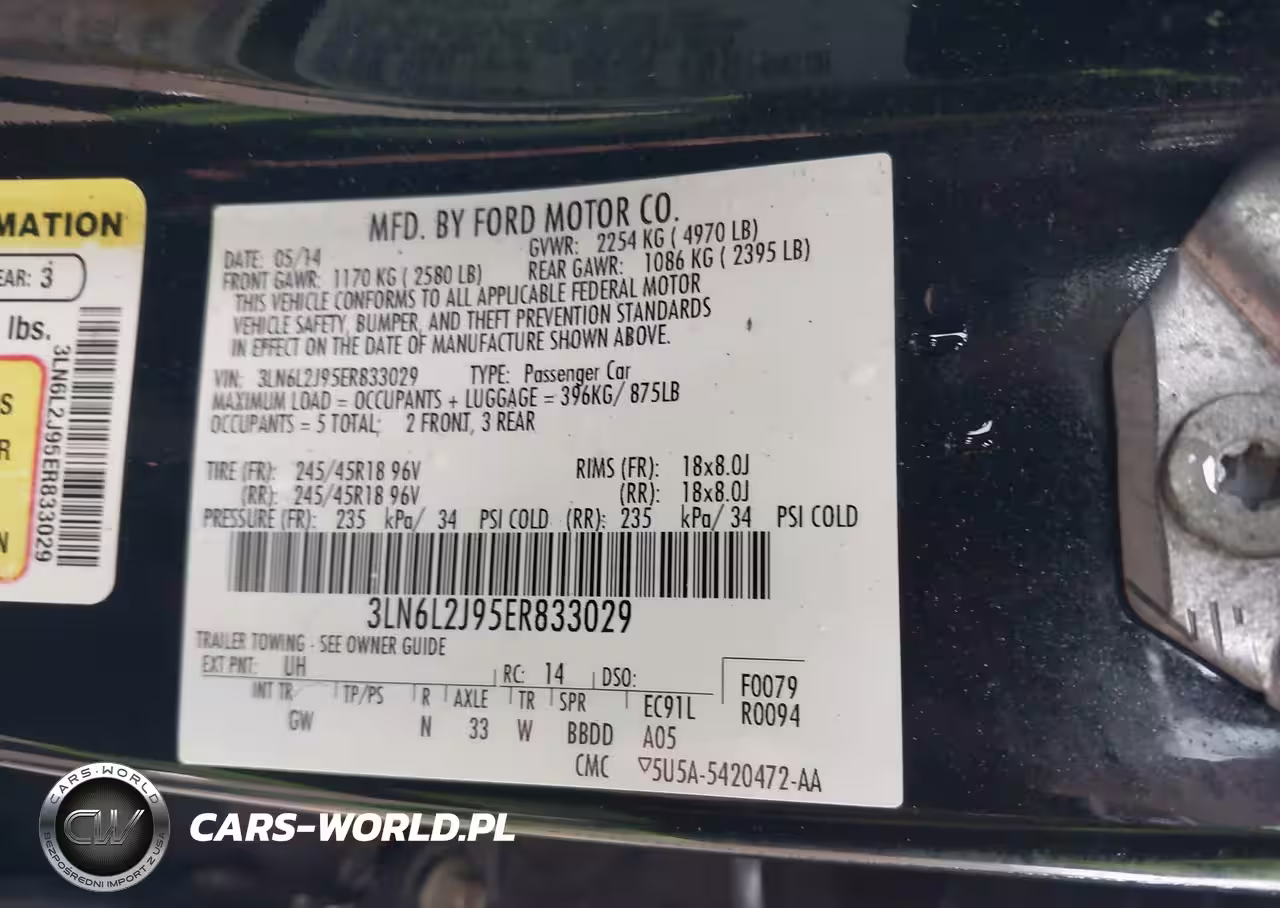 MATION
EAR: 3
lbs.
3LN6L2J95ER833029
S
R
N
MFD. BY FORD MOTOR CO.
DATE: 05/14 GVWR: 2254 KG ( 4970 LB)
FRONT GAWR: 1170 KG ( 2580 LB) REAR GAWR: 1086 KG ( 2395 LB)
THIS VEHICLE CONFORMS TO ALL APPLICABLE FEDERAL MOTOR
VEHICLE SAFETY, BUMPER, AND THEFT PREVENTION STANDARDS
IN EFFECT ON THE DATE OF MANUFACTURE SHOWN ABOVE.
VIN: 3LN6L2J95ER833029 TYPE: Passenger Car
MAXIMUM LOAD = OCCUPANTS + LUGGAGE = 396KG/ 875LB
OCCUPANTS = 5 TOTAL; 2 FRONT, 3 REAR
TIRE (FR): 245/45R18 96V RIMS (FR): 18x8.0J
(RR): 245/45R18 96V (RR): 18x8.0J
PRESSURE (FR): 235 kPa/ 34 PSI COLD (RR): 235 kPa/ 34 PSI COLD
3LN6L2J95ER833029
TRAILER TOWING - SEE OWNER GUIDE
EXT PNT: UH RC: 14 DSO: F0079
INT TR TP/PS R AXLE TR SPR EC91L R0094
GW N 33 W BBDD A05
CMC ▽5U5A-5420472-AA
CARS-WORLD
CW
BEZPOŚREDNI IMPORT Z USA
CARS-WORLD.PL